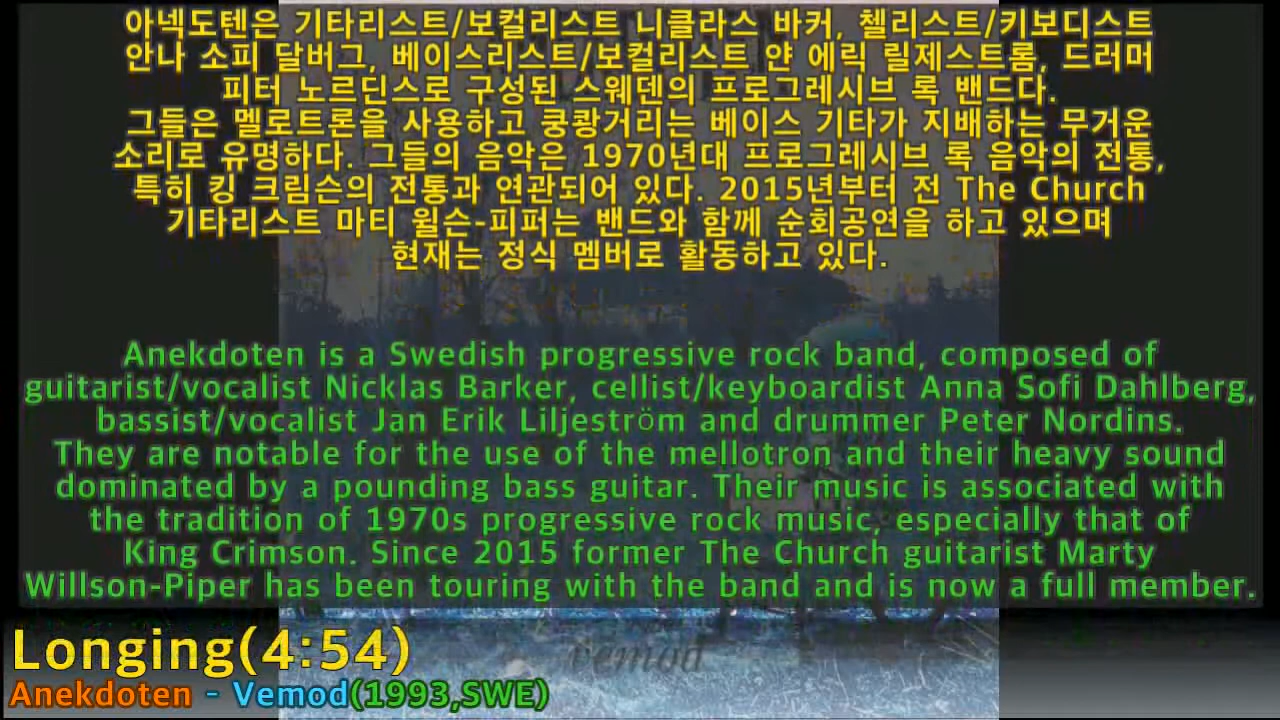 아넥도텐은 기타리스트/보컬리스트 니클라스 바커, 첼리스트/키보디스트
안나 소피 달버그, 베이스리스트/보컬리스트 얀 에릭 릴제스트롬, 드러머
피터 노르딘스로 구성된 스웨덴의 프로그레시브 록 밴드다.
그들은 멜로트론을 사용하고 쿵쾅거리는 베이스 기타가 지배하는 무거운
소리로 유명하다. 그들의 음악은 1970년대 프로그레시브 록 음악의 전통,
특히 킹 크림슨의 전통과 연관되어 있다. 2015년부터 전 The Church
기타리스트 마티 윌슨-피퍼는 밴드와 함께 순회공연을 하고 있으며
현재는 정식 멤버로 활동하고 있다.
Anekdoten is a Swedish progressive rock band, composed of
guitarist/vocalist Nicklas Barker, cellist/keyboardist Anna Sofi Dahlberg,
bassist/vocalist Jan Erik Liljeström and drummer Peter Nordins.
They are notable for the use of the mellotron and their heavy sound
dominated by a pounding bass guitar. Their music is associated with
the tradition of 1970s progressive rock music, especially that of
King Crimson. Since 2015 former The Church guitarist Marty
Willson-Piper has been touring with the band and is now a full member.
vemod
Longing(4:54)
Anekdoten - Vemod(1993,SWE)